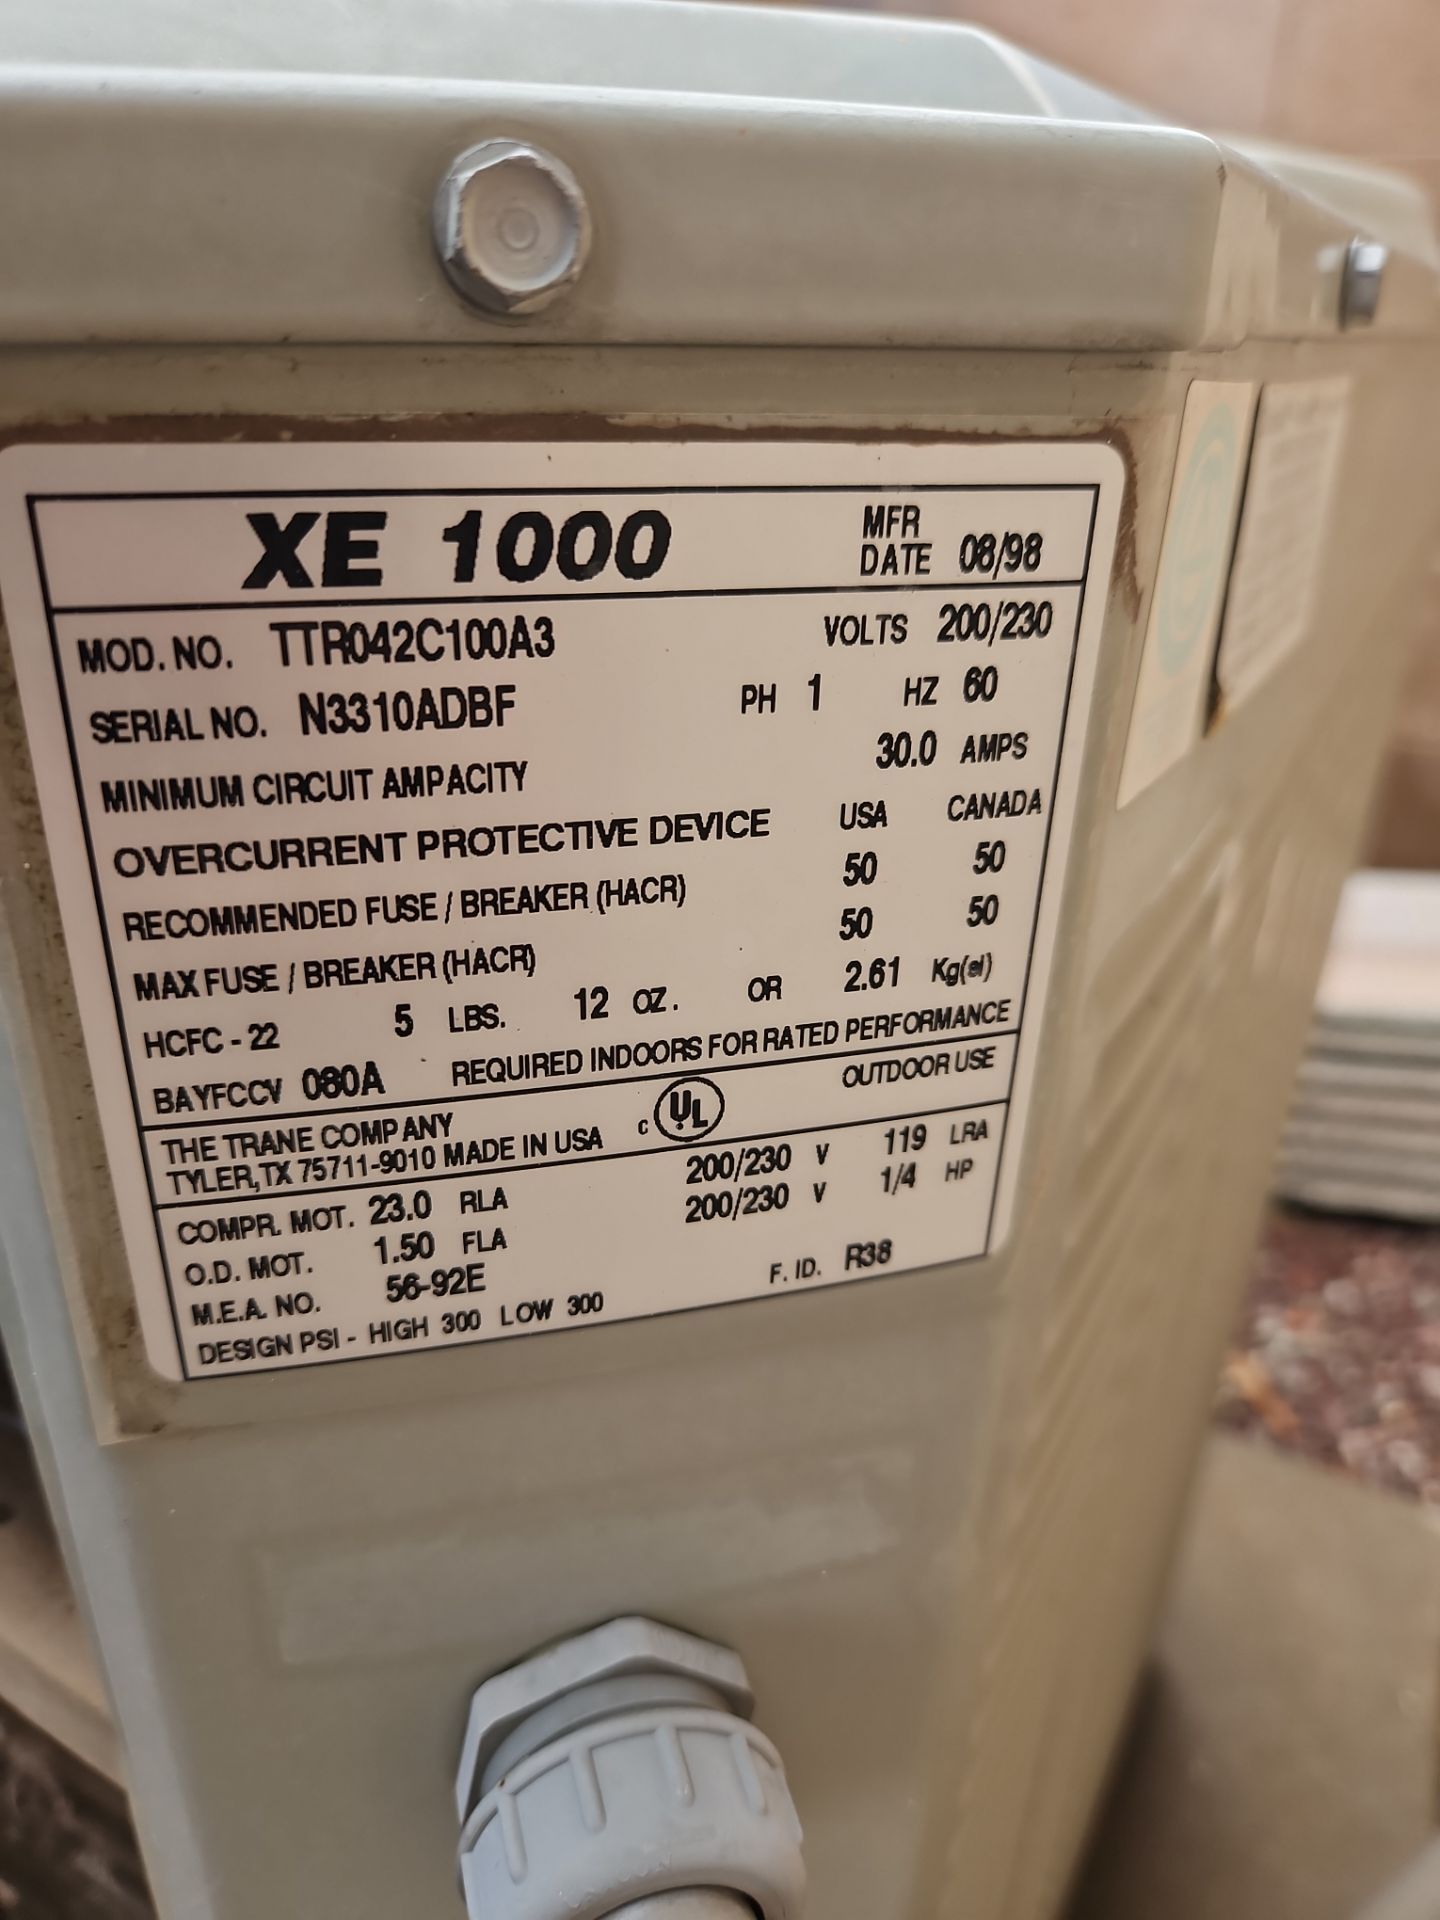 XE 1000 MFR DATE 08/98
MOD. NO. TTR042C100A3 VOLTS 200/230
SERIAL NO. N3310ADBF PH 1 HZ 60
MINIMUM CIRCUIT AMPACITY 30.0 AMPS
OVERCURRENT PROTECTIVE DEVICE USA CANADA
RECOMMENDED FUSE / BREAKER (HACR) 50 50
MAX FUSE / BREAKER (HACR) 50 50
HCFC - 22 5 LBS. 12 OZ. OR 2.61 Kg(si)
BAYFCCV 080A REQUIRED INDOORS FOR RATED PERFORMANCE
THE TRANE COMPANY C UL OUTDOOR USE
TYLER, TX 75711-9010 MADE IN USA
COMPR. MOT. 23.0 RLA 200/230 V 119 LRA
O.D. MOT. 1.50 FLA 200/230 V 1/4 HP
M.E.A. NO. 56-92E
DESIGN PSI - HIGH 300 LOW 300 F. ID. R38